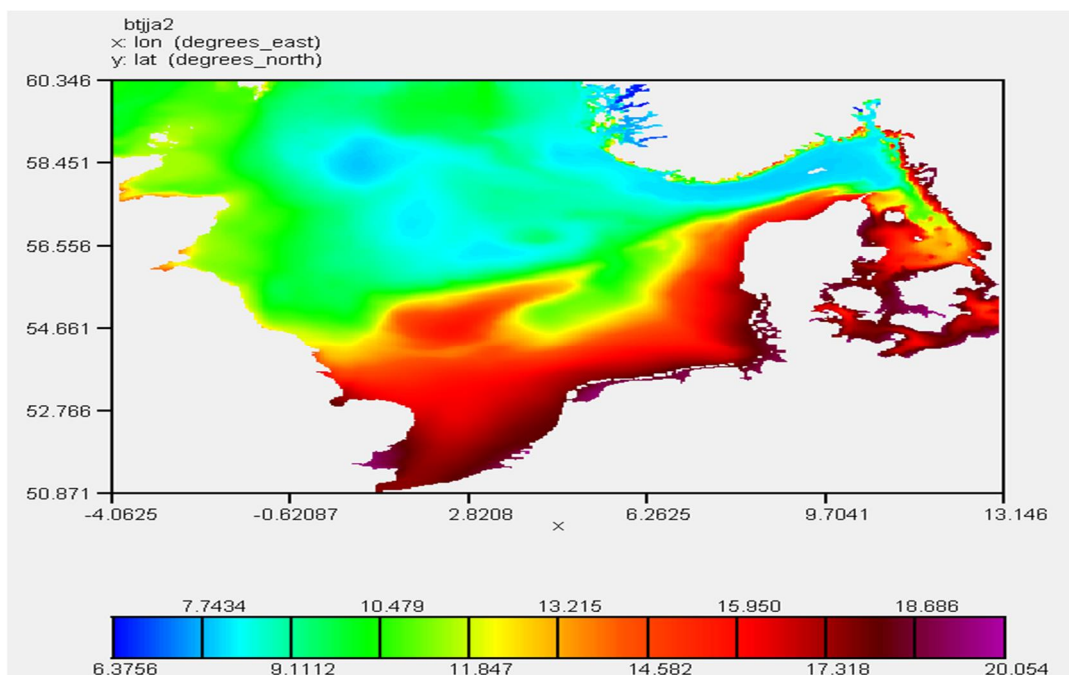 btjja2
x: lon (degrees_east)
y: lat (degrees_north)
60.346
58.451
56.556
54.661
52.766
50.871
-4.0625 -0.62087 2.8208 6.2625 9.7041 13.146
x
7.7434 10.479 13.215 15.950 18.686
6.3756 9.1112 11.847 14.582 17.318 20.054